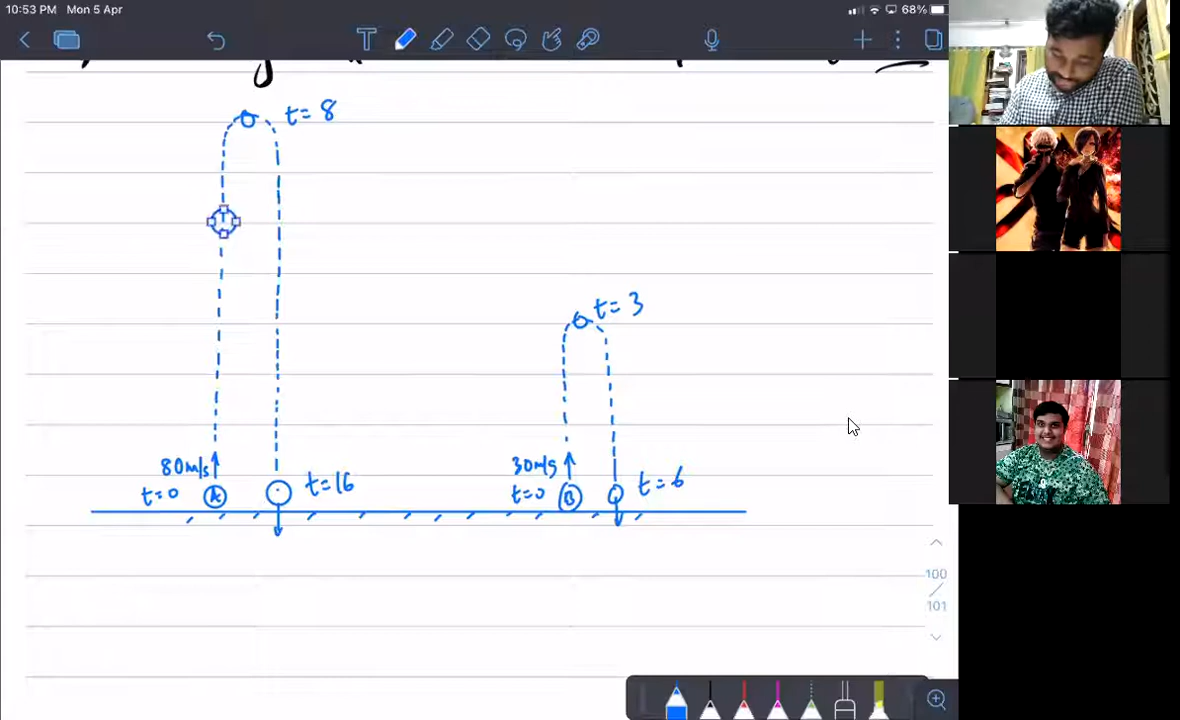 10:53 PM Mon 5 Apr 68%
T
t= 8
t= 3
80m/s 30m/s
t=0 A t=16 t=0 B t=6
100
101